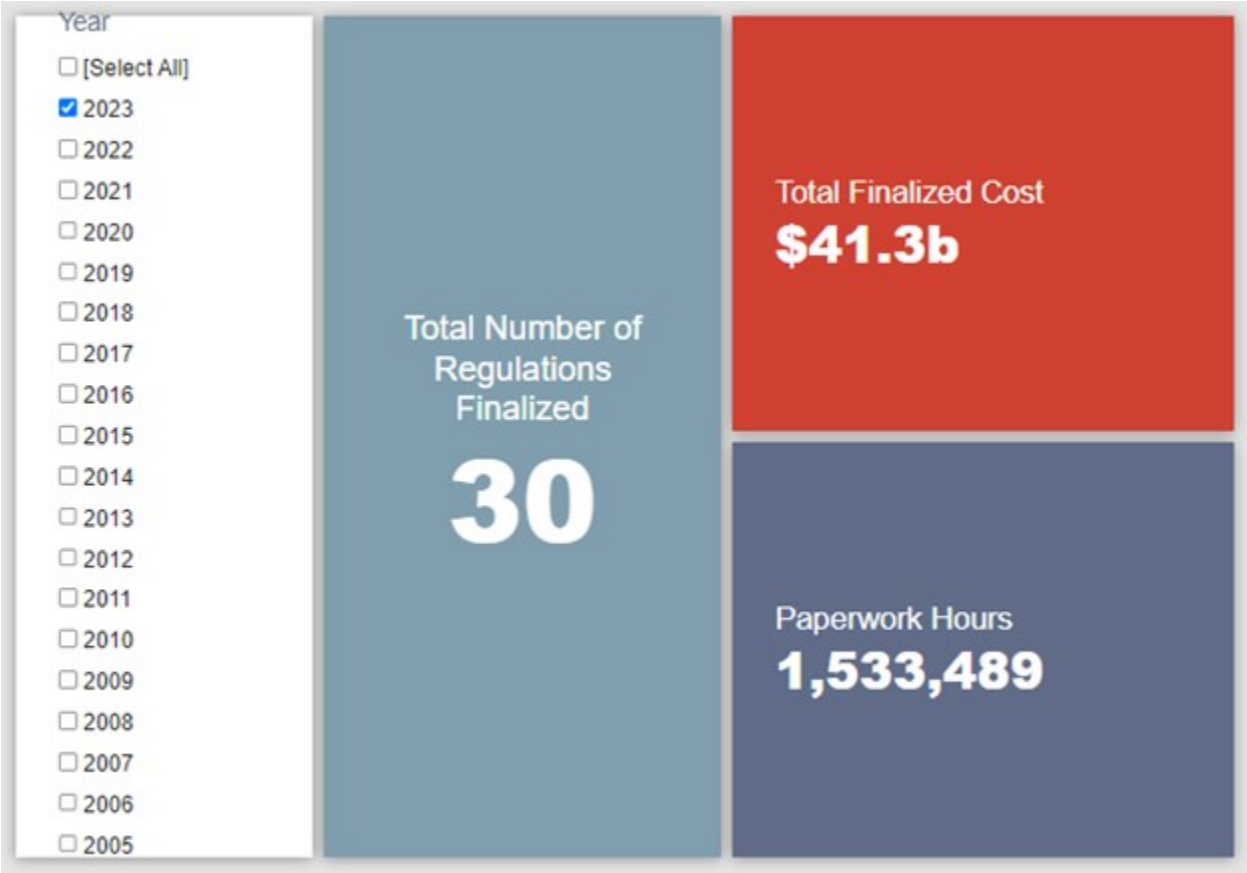 Year
[Select All]
2023
2022
2021
2020
2019
2018
2017
2016
2015
2014
2013
2012
2011
2010
2009
2008
2007
2006
2005
Total Number of
Regulations
Finalized
30
Total Finalized Cost
$41.3b
Paperwork Hours
1,533,489